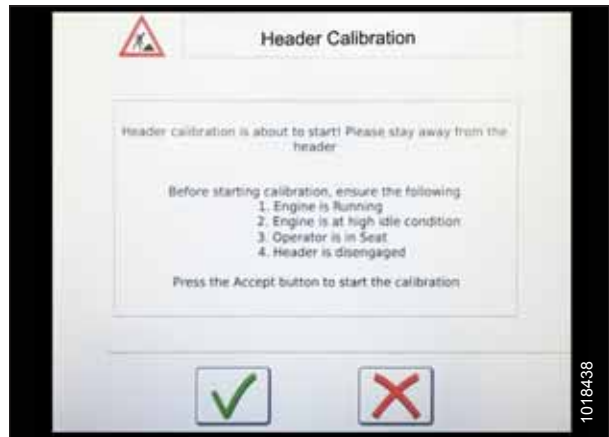 Header Calibration
Header calibration is about to start! Please stay away from the
header
Before starting calibration, ensure the following
1. Engine is Running
2. Engine is at high idle condition
3. Operator is in Seat
4. Header is disengaged
Press the Accept button to start the calibration
1018438